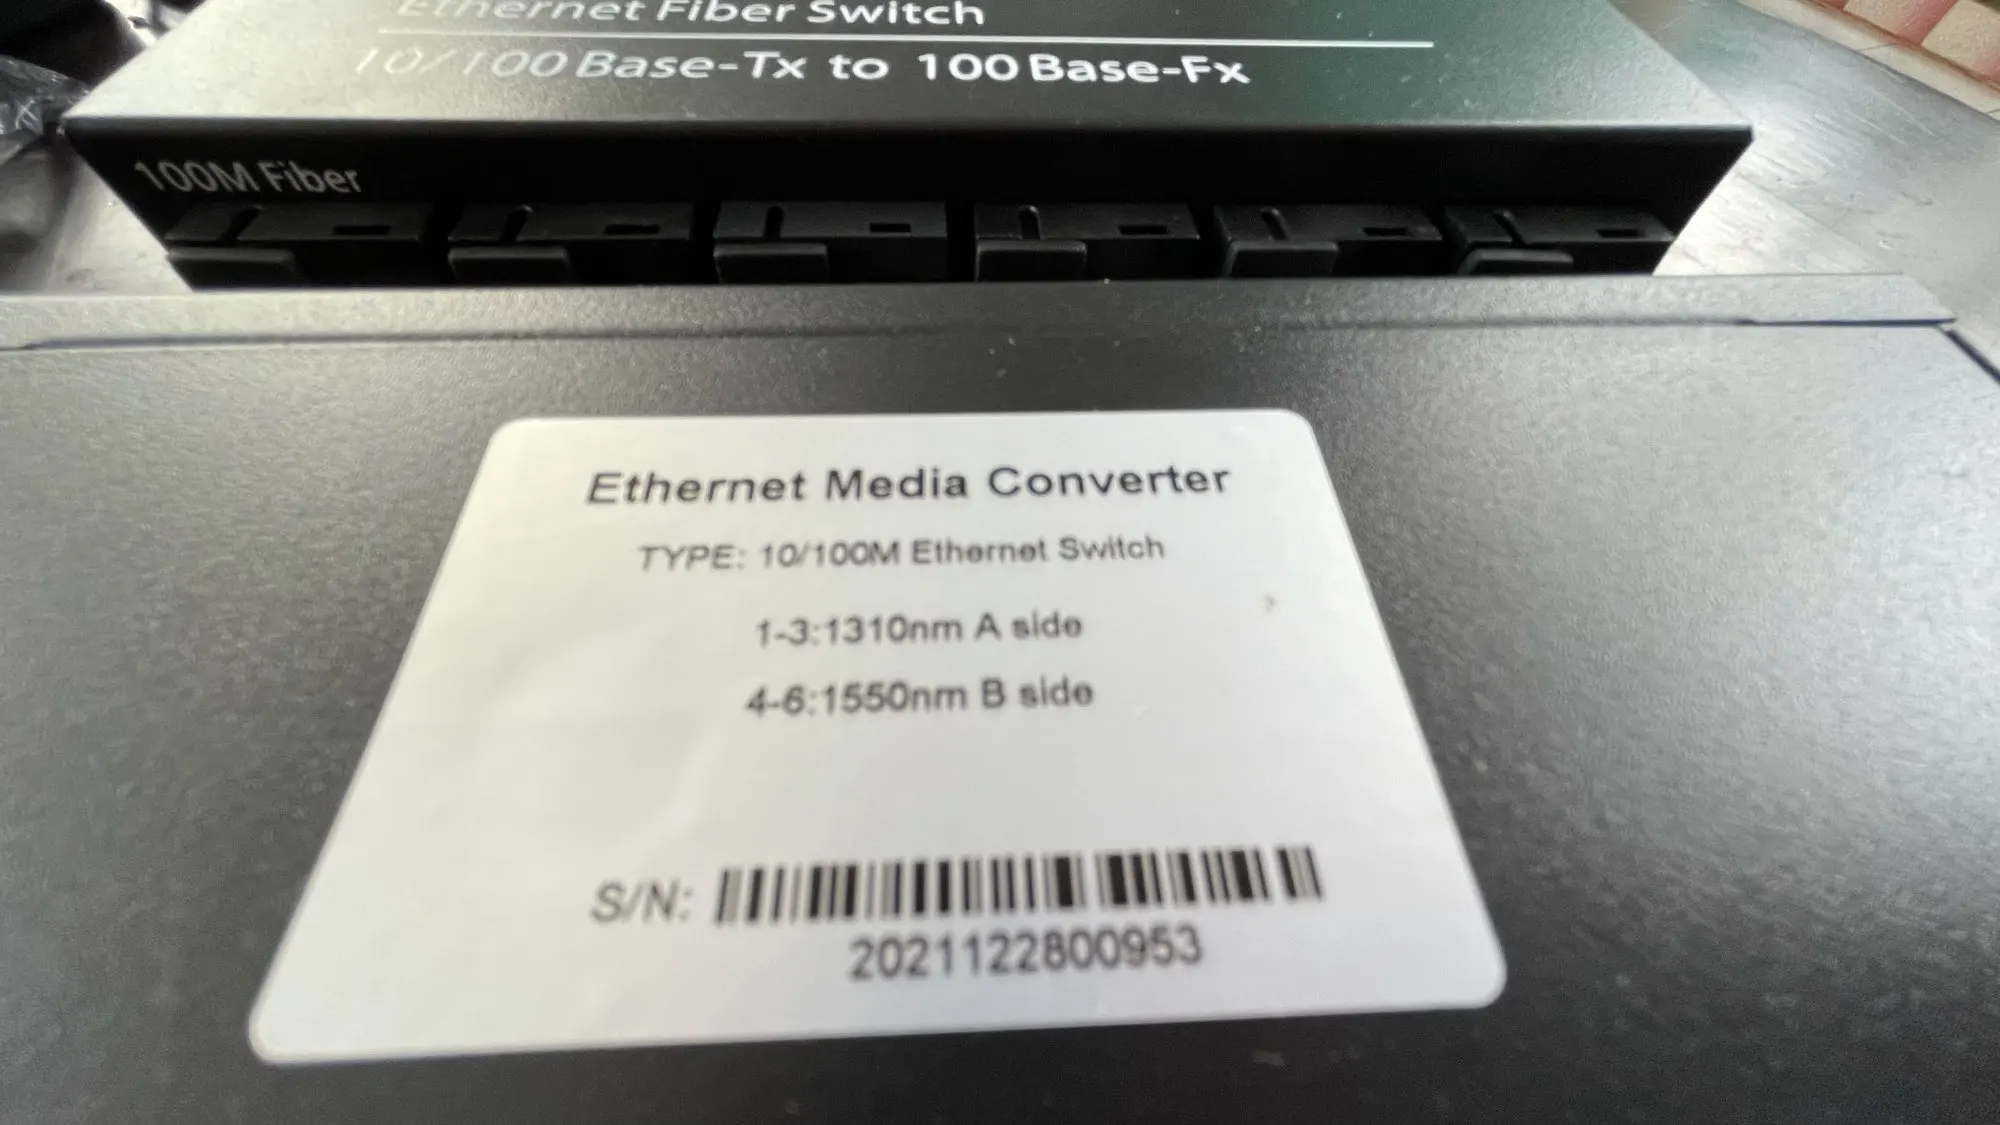 Ethernet Fiber Switch
10/100 Base-Tx to 100 Base-Fx
100M Fiber
Ethernet Media Converter
TYPE: 10/100M Ethernet Switch
1-3:1310nm A side
4-6:1550nm B side
S/N:
2021122800953